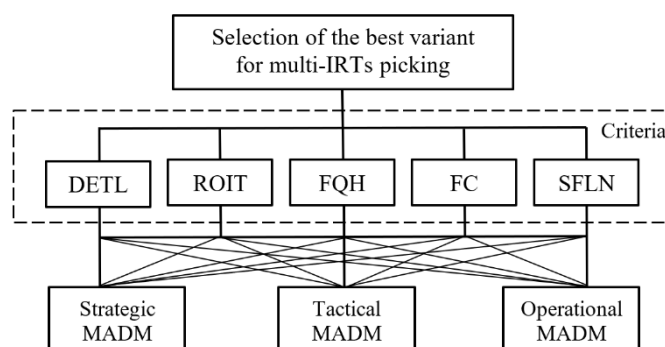 Selection of the best variant
for multi-IRTs picking
Criteria
DETL
ROIT
FQH
FC
SFLN
Strategic
MADM
Tactical
MADM
Operational
MADM